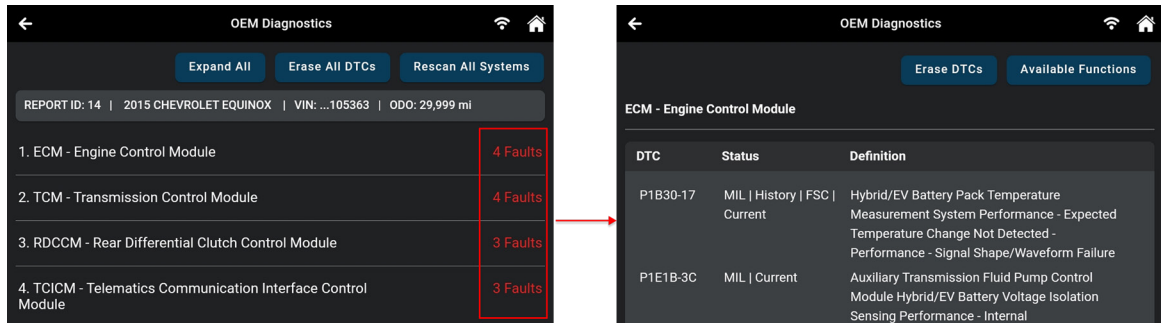 OEM Diagnostics
Expand All
Erase All DTCs
Rescan All Systems
REPORT ID: 14 | 2015 CHEVROLET EQUINOX | VIN: ...105363 | ODO: 29,999 mi
1. ECM - Engine Control Module
4 Faults
2. TCM - Transmission Control Module
4 Faults
3. RDCCM - Rear Differential Clutch Control Module
3 Faults
4. TCICM - Telematics Communication Interface Control
Module
3 Faults
OEM Diagnostics
Erase DTCs
Available Functions
ECM - Engine Control Module
DTC
Status
Definition
P1B30-17
MIL | History | FSC |
Current
Hybrid/EV Battery Pack Temperature
Measurement System Performance - Expected
Temperature Change Not Detected -
Performance - Signal Shape/Waveform Failure
P1E1B-3C
MIL | Current
Auxiliary Transmission Fluid Pump Control
Module Hybrid/EV Battery Voltage Isolation
Sensing Performance - Internal